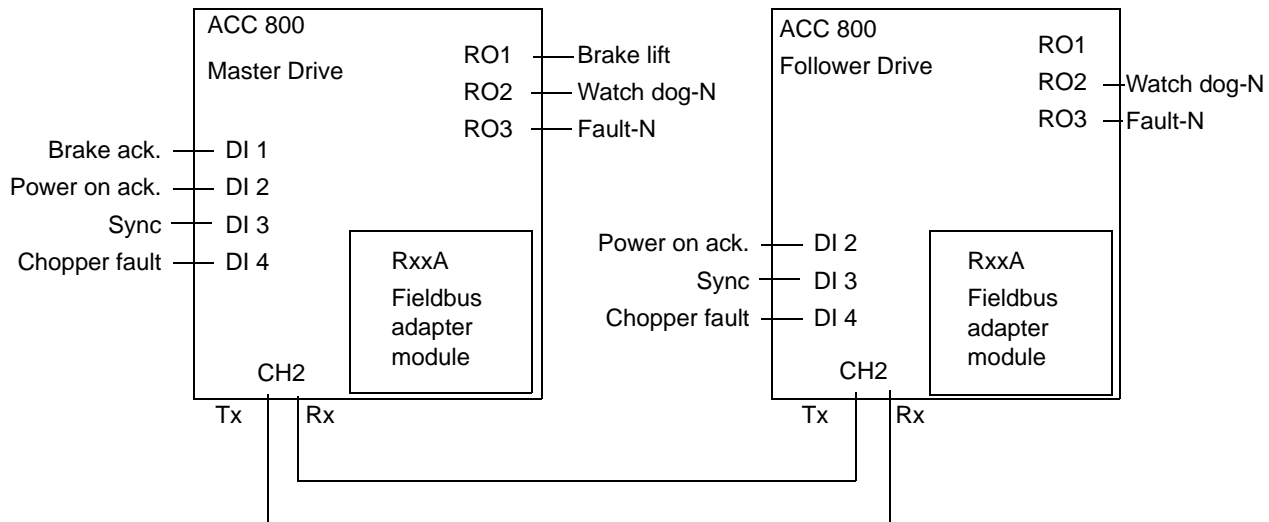 ACC 800
Master Drive
RO1 Brake lift
RO2 Watch dog-N
RO3 Fault-N
Brake ack. DI 1
Power on ack. DI 2
Sync DI 3
Chopper fault DI 4
RxxA
Fieldbus
adapter
module
CH2
Tx Rx
ACC 800
Follower Drive
RO1
RO2 Watch dog-N
RO3 Fault-N
Power on ack. DI 2
Sync DI 3
Chopper fault DI 4
RxxA
Fieldbus
adapter
module
CH2
Tx Rx